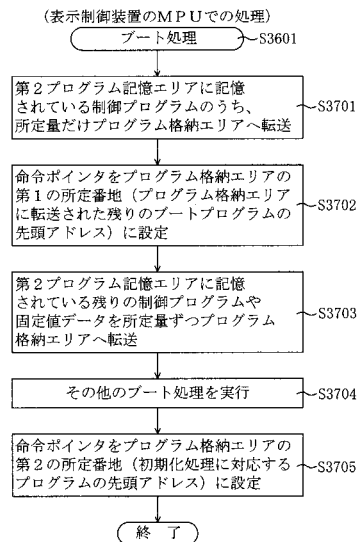 (表示制御装置のMPUでの処理)
ブート処理
S3601
第2プログラム記憶エリアに記憶
されている制御プログラムのうち、
所定量だけプログラム格納エリアへ転送
S3701
命令ポインタをプログラム格納エリアの
第1の所定番地(プログラム格納エリア
に転送された残りのブートプログラムの
先頭アドレス)に設定
S3702
第2プログラム記憶エリアに記憶
されている残りの制御プログラムや
固定値データを所定量ずつプログラム
格納エリアへ転送
S3703
その他のブート処理を実行
S3704
命令ポインタをプログラム格納エリアの
第2の所定番地(初期化処理に対応する
プログラムの先頭アドレス)に設定
S3705
終 了